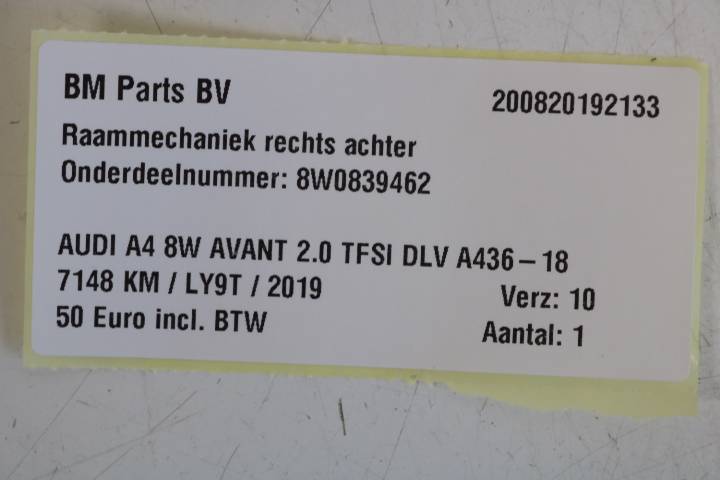 BM Parts BV 200820192133
Raammechaniek rechts achter
Onderdeelnummer: 8W0839462
AUDI A4 8W AVANT 2.0 TFSI DLV A436-18
7148 KM / LY9T / 2019 Verz: 10
50 Euro incl. BTW Aantal: 1